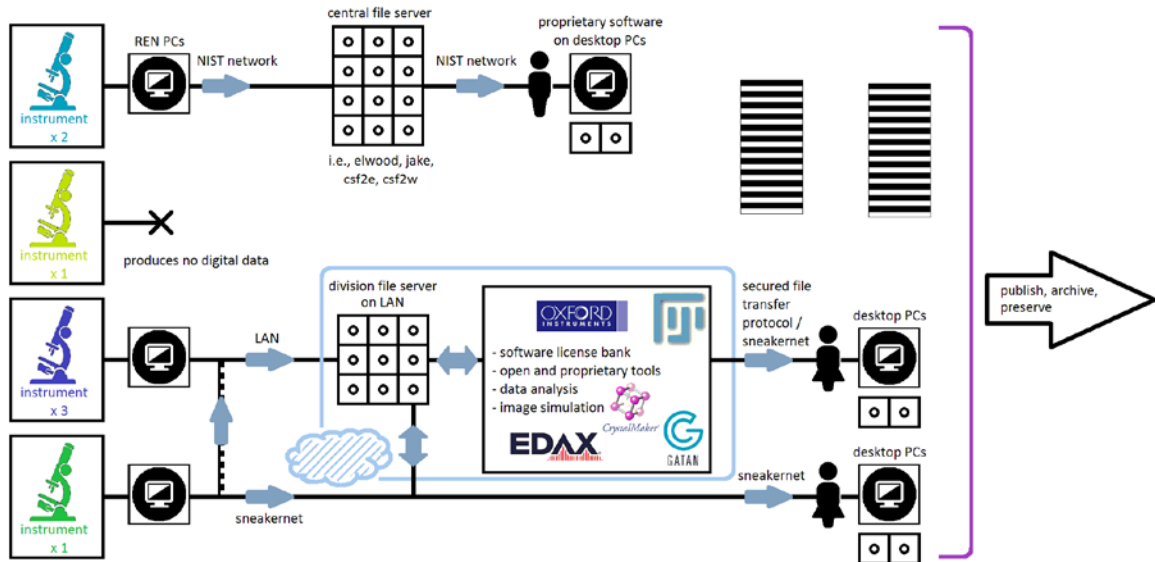 REN PCs
central file server
proprietary software
on desktop PCs
NIST network
NIST network
instrument
x 2
i.e., elwood, jake,
csf2e, csf2w
instrument
x 1
produces no digital data
division file server
on LAN
secured file
transfer
protocol /
sneakernet
publish, archive,
preserve
OXFORD
INSTRUMENTS
FIJI
desktop PCs
LAN
- software license bank
- open and proprietary tools
- data analysis
- image simulation
CrystalMaker
instrument
x 3
EDAX
GATAN
desktop PCs
sneakernet
sneakernet
instrument
x 1